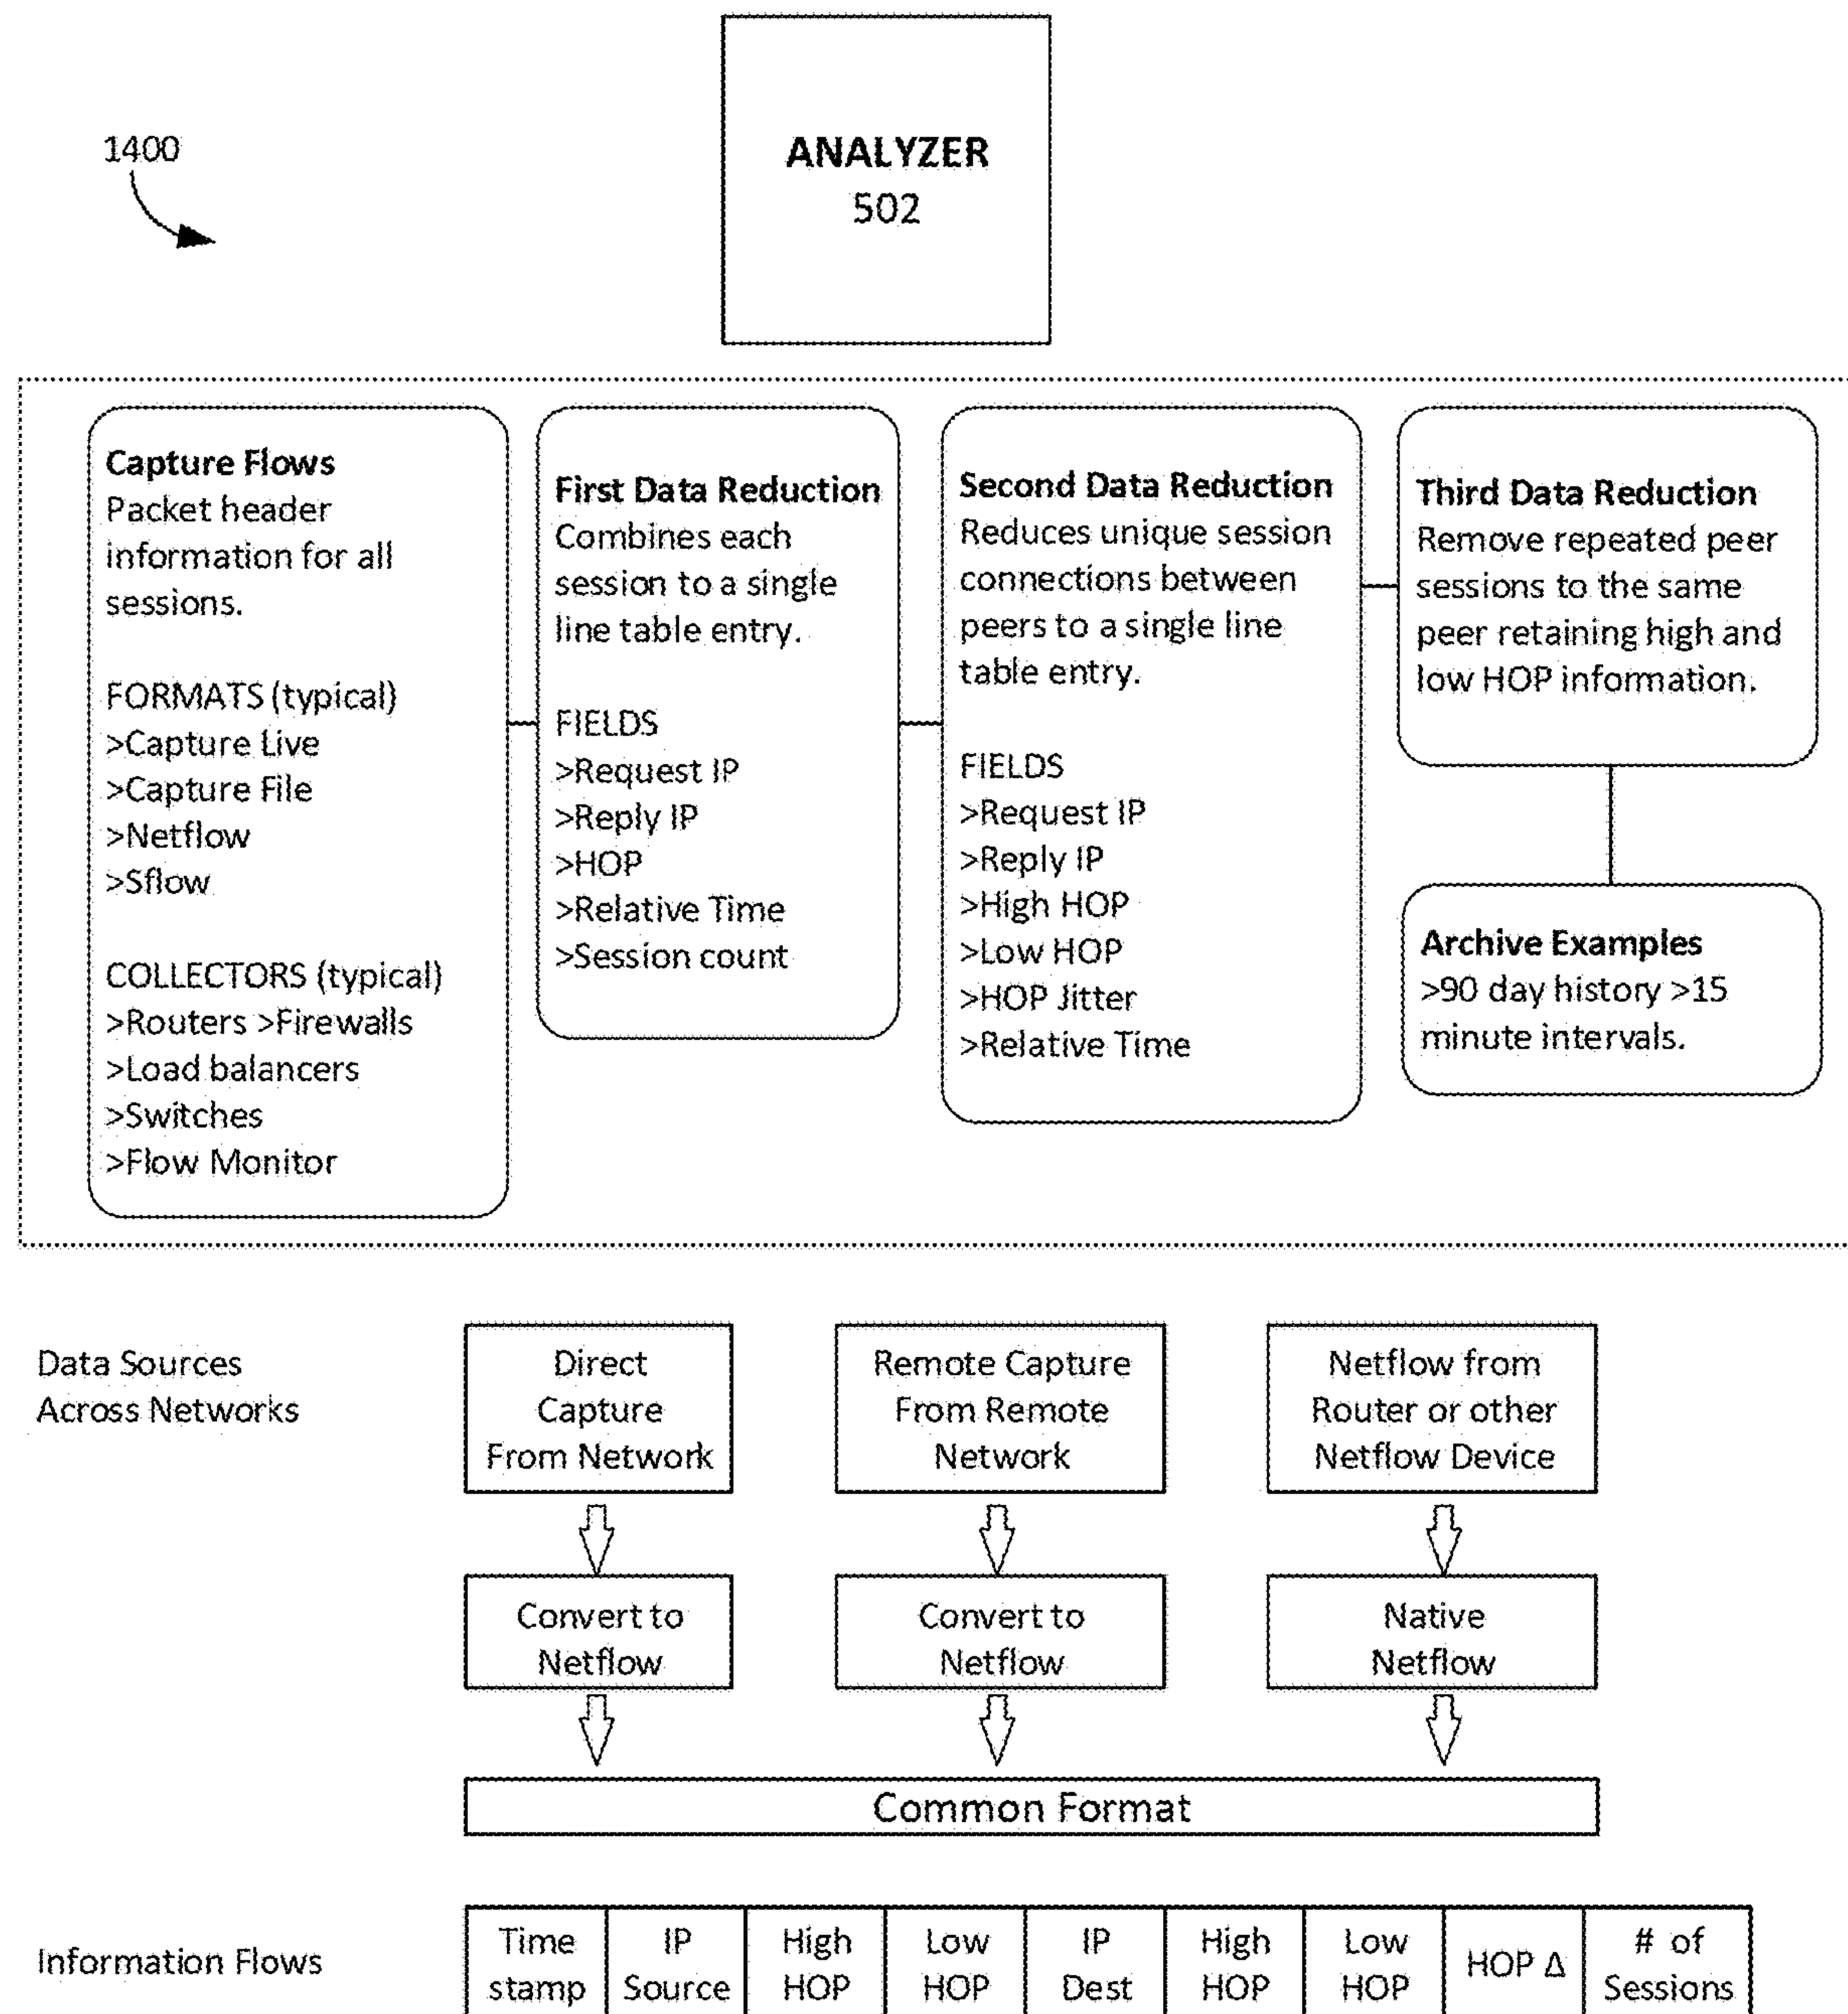 1400
ANALYZER
502
Capture Flows
Packet header
information for all
sessions.
FORMATS (typical)
>Capture Live
>Capture File
>Netflow
>Sflow
COLLECTORS (typical)
>Routers >Firewalls
>Load balancers
>Switches
>Flow Monitor
First Data Reduction
Combines each
session to a single
line table entry.
FIELDS
>Request IP
>Reply IP
>HOP
>Relative Time
>Session count
Second Data Reduction
Reduces unique session
connections between
peers to a single line
table entry.
FIELDS
>Request IP
>Reply IP
>High HOP
>Low HOP
>HOP Jitter
>Relative Time
Third Data Reduction
Remove repeated peer
sessions to the same
peer retaining high and
low HOP information.
Archive Examples
>90 day history >15
minute intervals.
Data Sources
Across Networks
Direct
Capture
From Network
Remote Capture
From Remote
Network
Netflow from
Router or other
Netflow Device
Convert to
Netflow
Convert to
Netflow
Native
Netflow
Common Format
Information Flows
Time
stamp
IP
Source
High
HOP
Low
HOP
IP
Dest
High
HOP
Low
HOP
HOP Δ
# of
Sessions